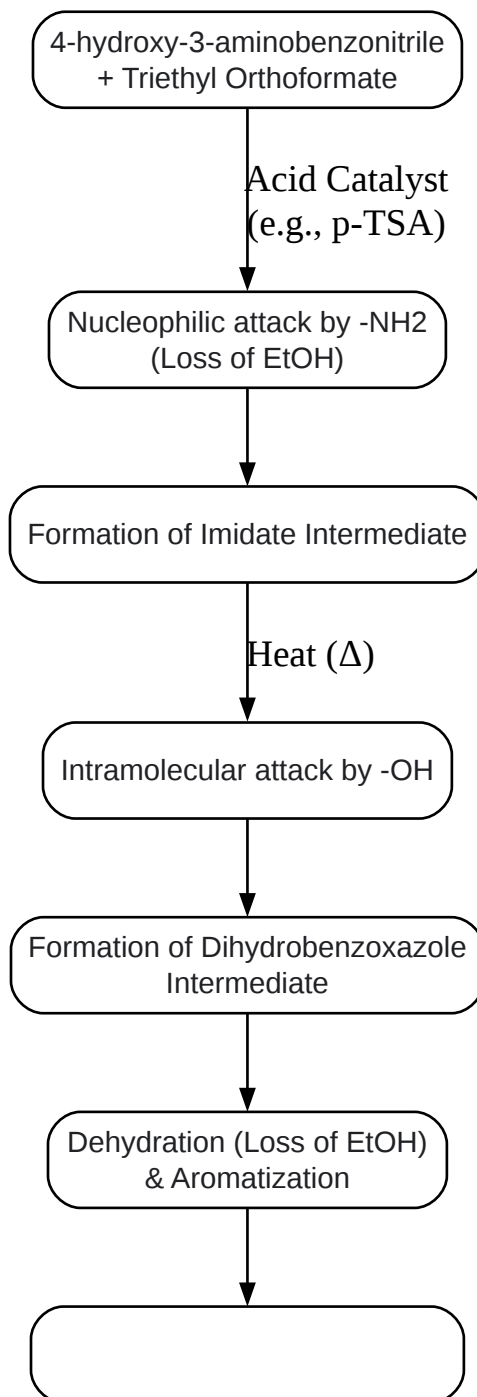 4-hydroxy-3-aminobenzonitrile
+ Triethyl Orthoformate
Acid Catalyst
(e.g., p-TSA)
Nucleophilic attack by -NH2
(Loss of EtOH)
Formation of Imidate Intermediate
Heat (Δ)
Intramolecular attack by -OH
Formation of Dihydrobenzoxazole
Intermediate
Dehydration (Loss of EtOH)
& Aromatization